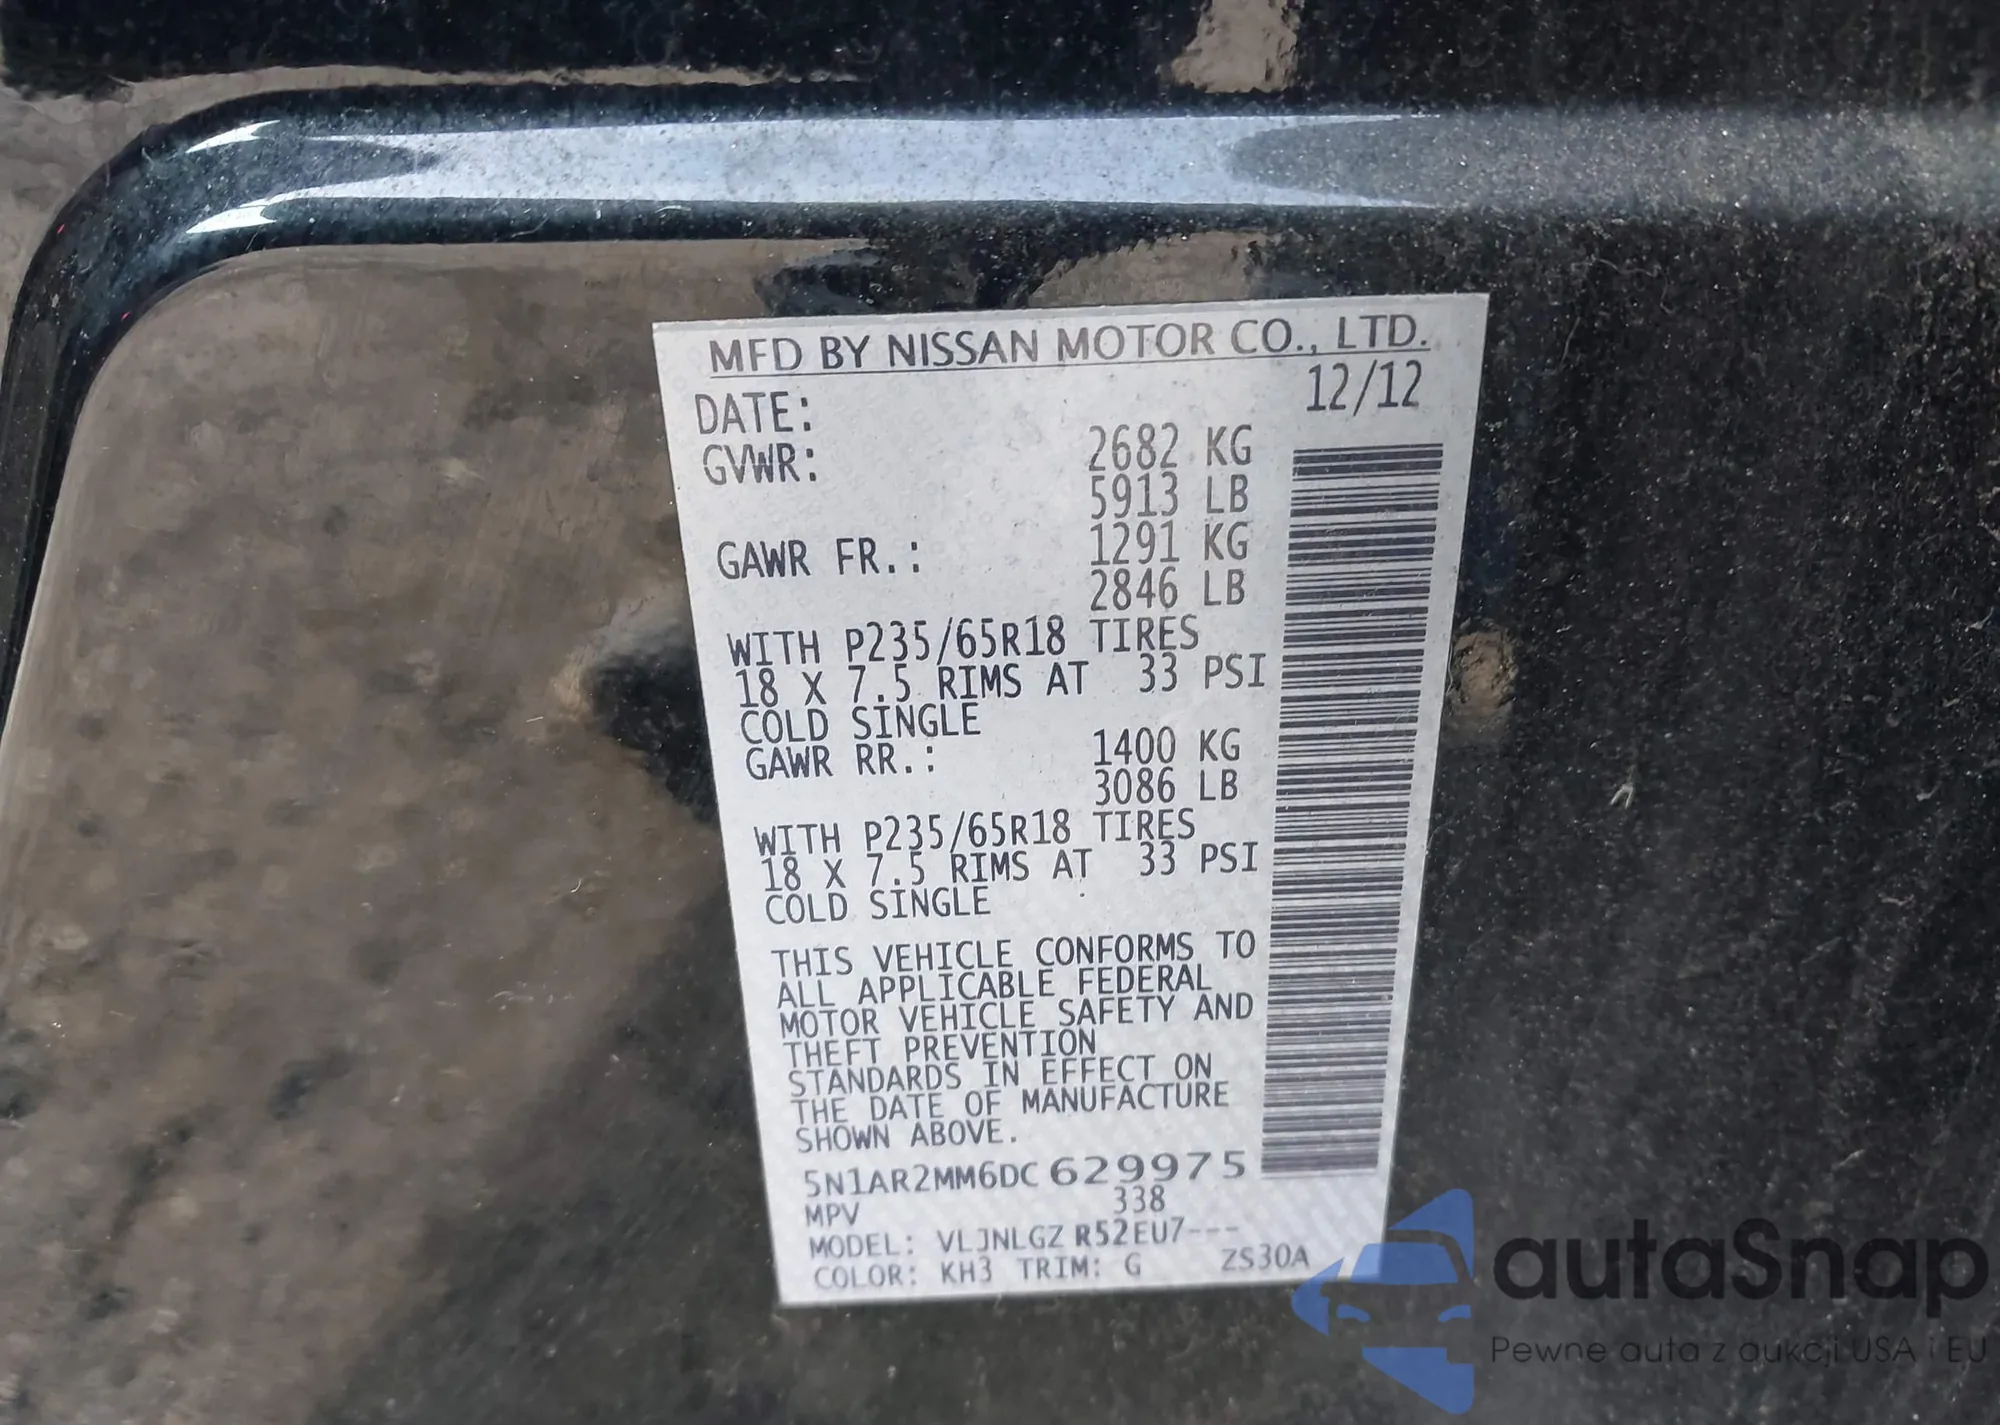 MFD BY NISSAN MOTOR CO., LTD.
DATE: 12/12
GVWR: 2682 KG
5913 LB
GAWR FR.: 1291 KG
2846 LB
WITH P235/65R18 TIRES
18 X 7.5 RIMS AT 33 PSI
COLD SINGLE
GAWR RR.: 1400 KG
3086 LB
WITH P235/65R18 TIRES
18 X 7.5 RIMS AT 33 PSI
COLD SINGLE
THIS VEHICLE CONFORMS TO
ALL APPLICABLE FEDERAL
MOTOR VEHICLE SAFETY AND
THEFT PREVENTION
STANDARDS IN EFFECT ON
THE DATE OF MANUFACTURE
SHOWN ABOVE.
5N1AR2MM6DC 629975
MPV 338
MODEL: VLJNLGZ R52EU7---
COLOR: KH3 TRIM: G ZS30A
autaSnap
Pewne auta z aukcji USA i EU